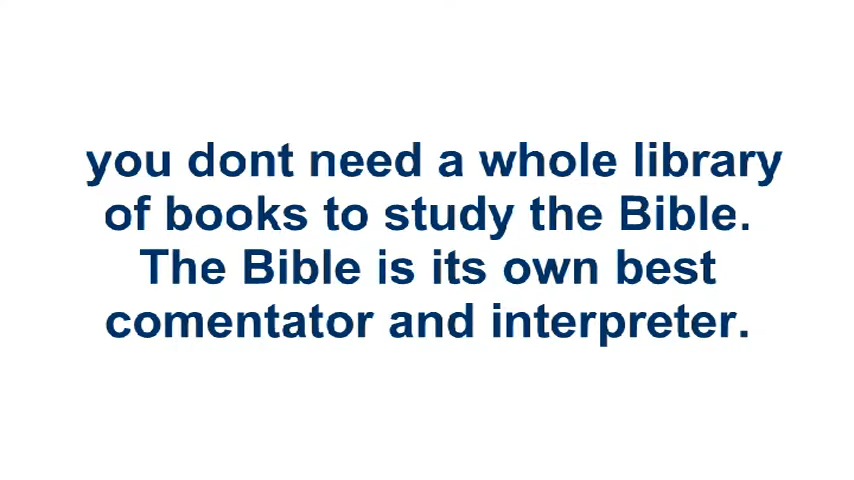 you dont need a whole library
of books to study the Bible.
The Bible is its own best
comentator and interpreter.